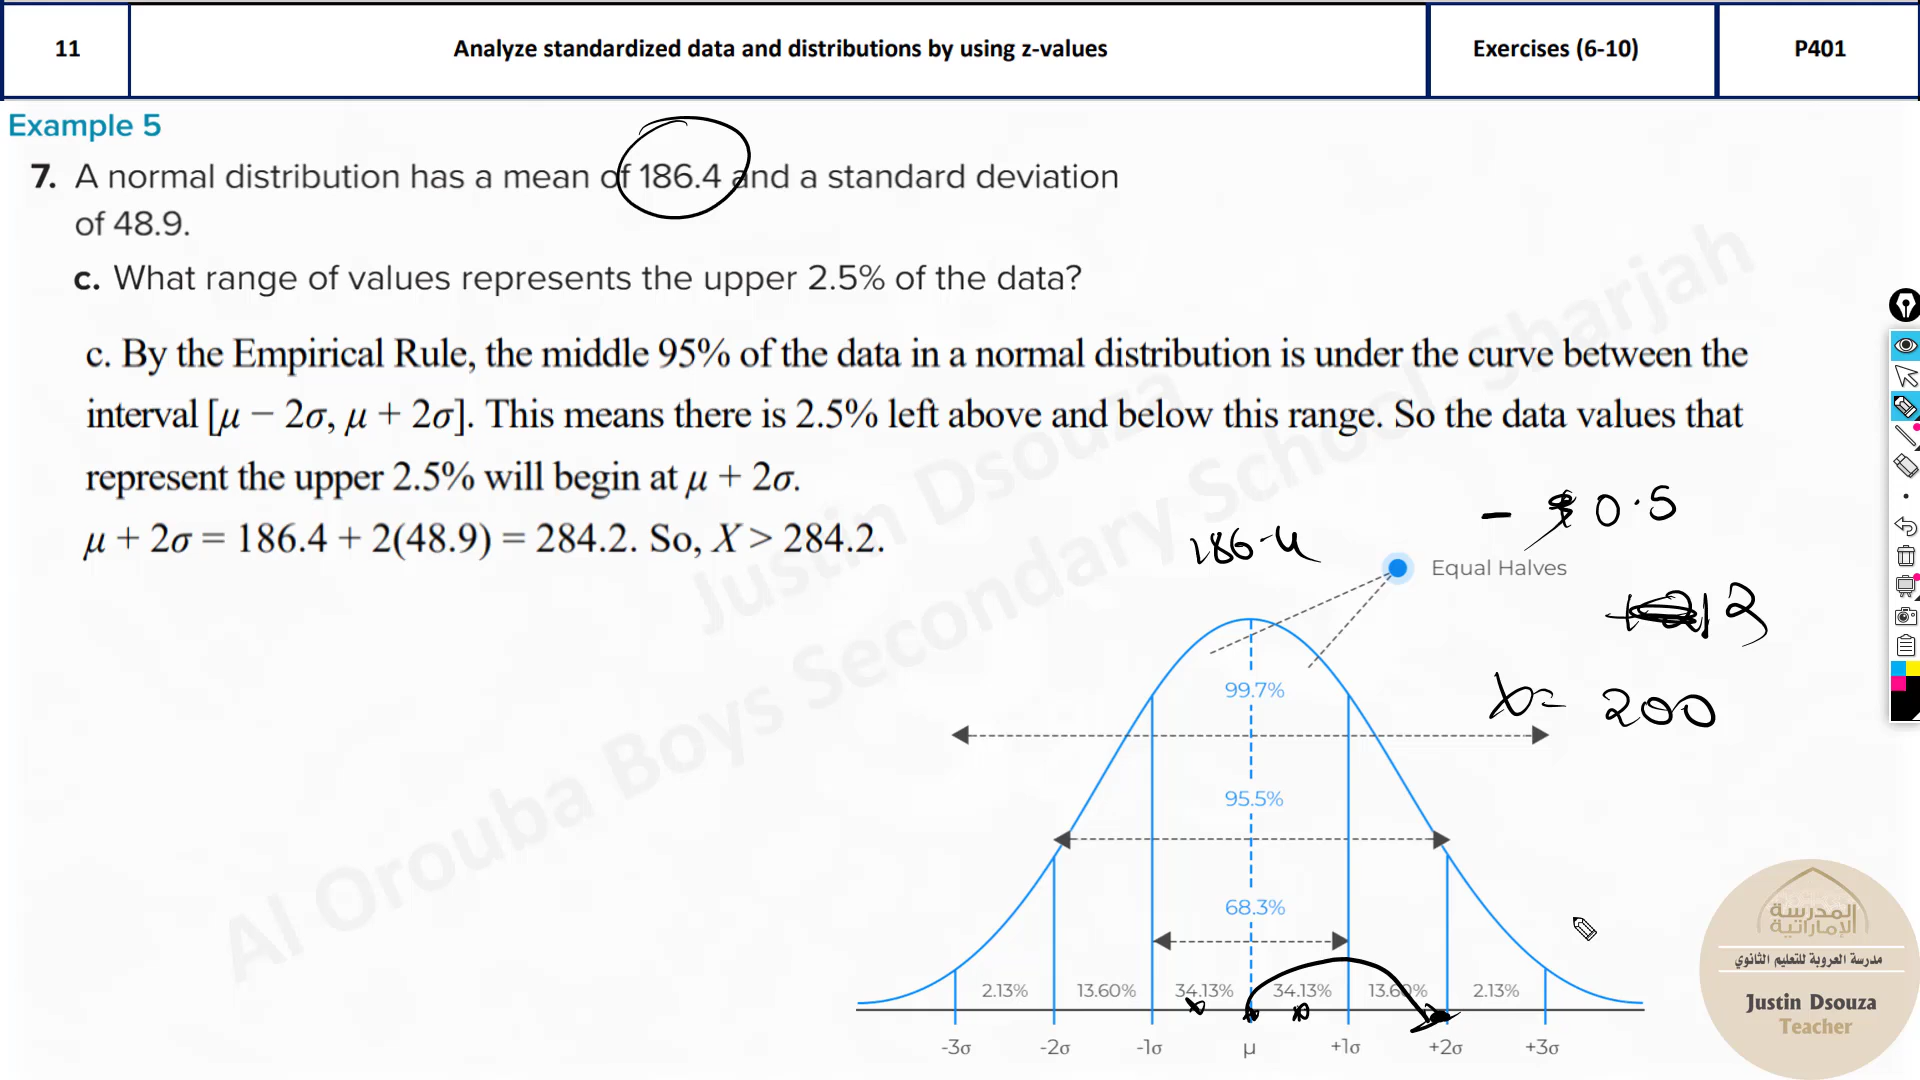 11 Analyze standardized data and distributions by using z-values Exercises (6-10) P401
Example 5
7. A normal distribution has a mean of 186.4 and a standard deviation
of 48.9.
c. What range of values represents the upper 2.5% of the data?
c. By the Empirical Rule, the middle 95% of the data in a normal distribution is under the curve between the
interval [μ − 2σ, μ + 2σ]. This means there is 2.5% left above and below this range. So the data values that
represent the upper 2.5% will begin at μ + 2σ.
μ + 2σ = 186.4 + 2(48.9) = 284.2. So, X > 284.2.
186.4
- 0.5
Equal Halves
200
99.7%
95.5%
68.3%
2.13% 13.60% 34.13% 34.13% 13.60% 2.13%
-3σ -2σ -1σ μ +1σ +2σ +3σ
Justin Dsouza
Al Orouba Boys Secondary School, Sharjah
المدرسة
الإماراتية
مدرسة العروبة للتعليم الثانوي
Justin Dsouza
Teacher